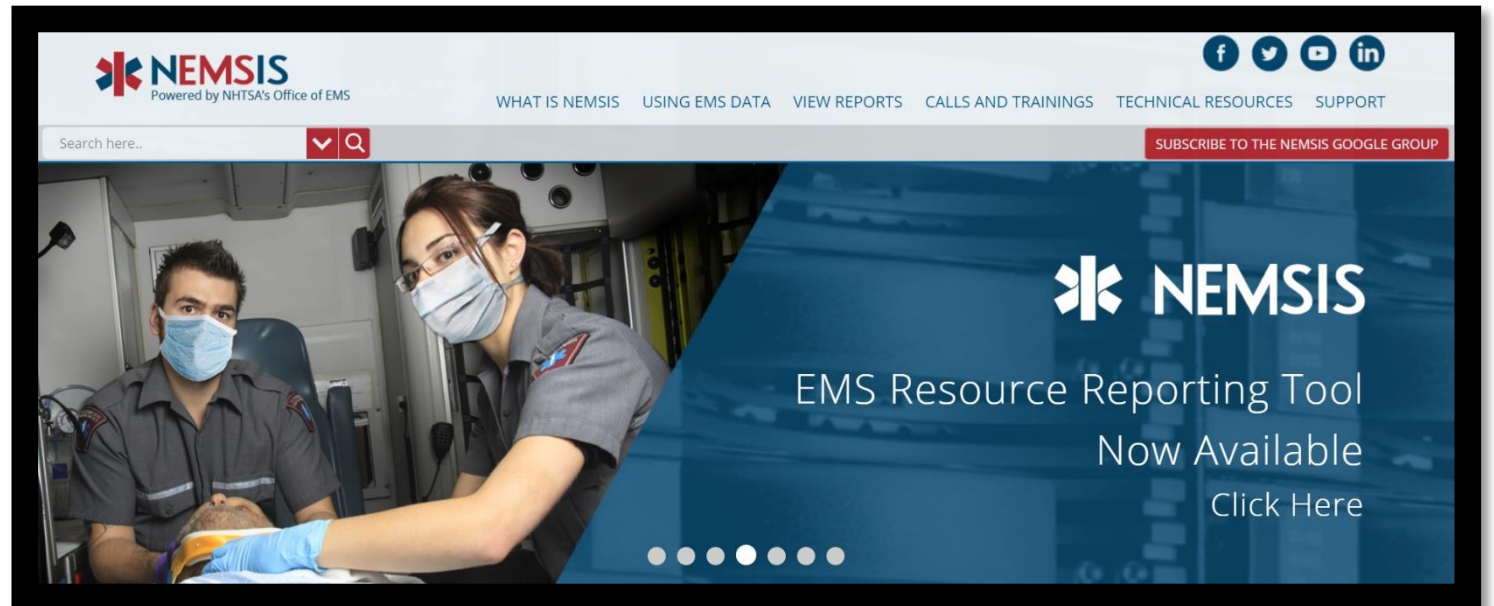 NEMSIS
Powered by NHTSA's Office of EMS
WHAT IS NEMSIS USING EMS DATA VIEW REPORTS CALLS AND TRAININGS TECHNICAL RESOURCES SUPPORT
Search here..
SUBSCRIBE TO THE NEMSIS GOOGLE GROUP
NEMSIS
EMS Resource Reporting Tool
Now Available
Click Here